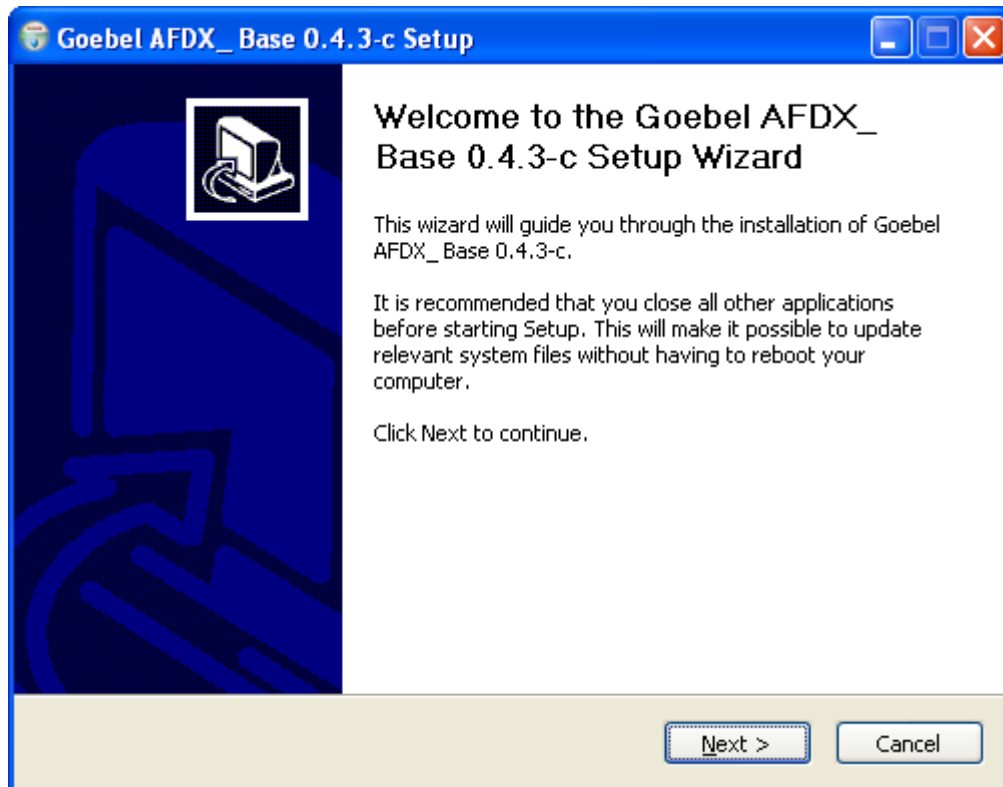 Goebel AFDX_ Base 0.4.3-c Setup
Welcome to the Goebel AFDX_
Base 0.4.3-c Setup Wizard
This wizard will guide you through the installation of Goebel
AFDX_ Base 0.4.3-c.
It is recommended that you close all other applications
before starting Setup. This will make it possible to update
relevant system files without having to reboot your
computer.
Click Next to continue.
Next >
Cancel